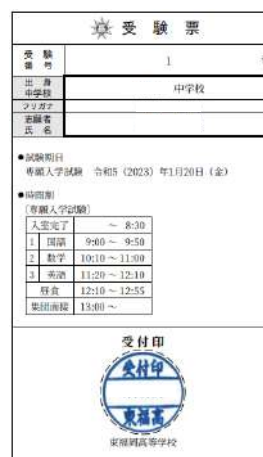 受験票
受験番号 1
出身中学校 中学校
フリガナ
志願者氏名
●試験期日
専願入学試験 令和5（2023）年1月20日（金）
●時間割
〔専願入学試験〕
入室完了 ～ 8:30
1 国語 9:00 ～ 9:50
2 数学 10:10 ～ 11:00
3 英語 11:20 ～ 12:10
昼食 12:10 ～ 12:55
集団面接 13:00 ～
受付印
受付印
東福高
東福岡高等学校